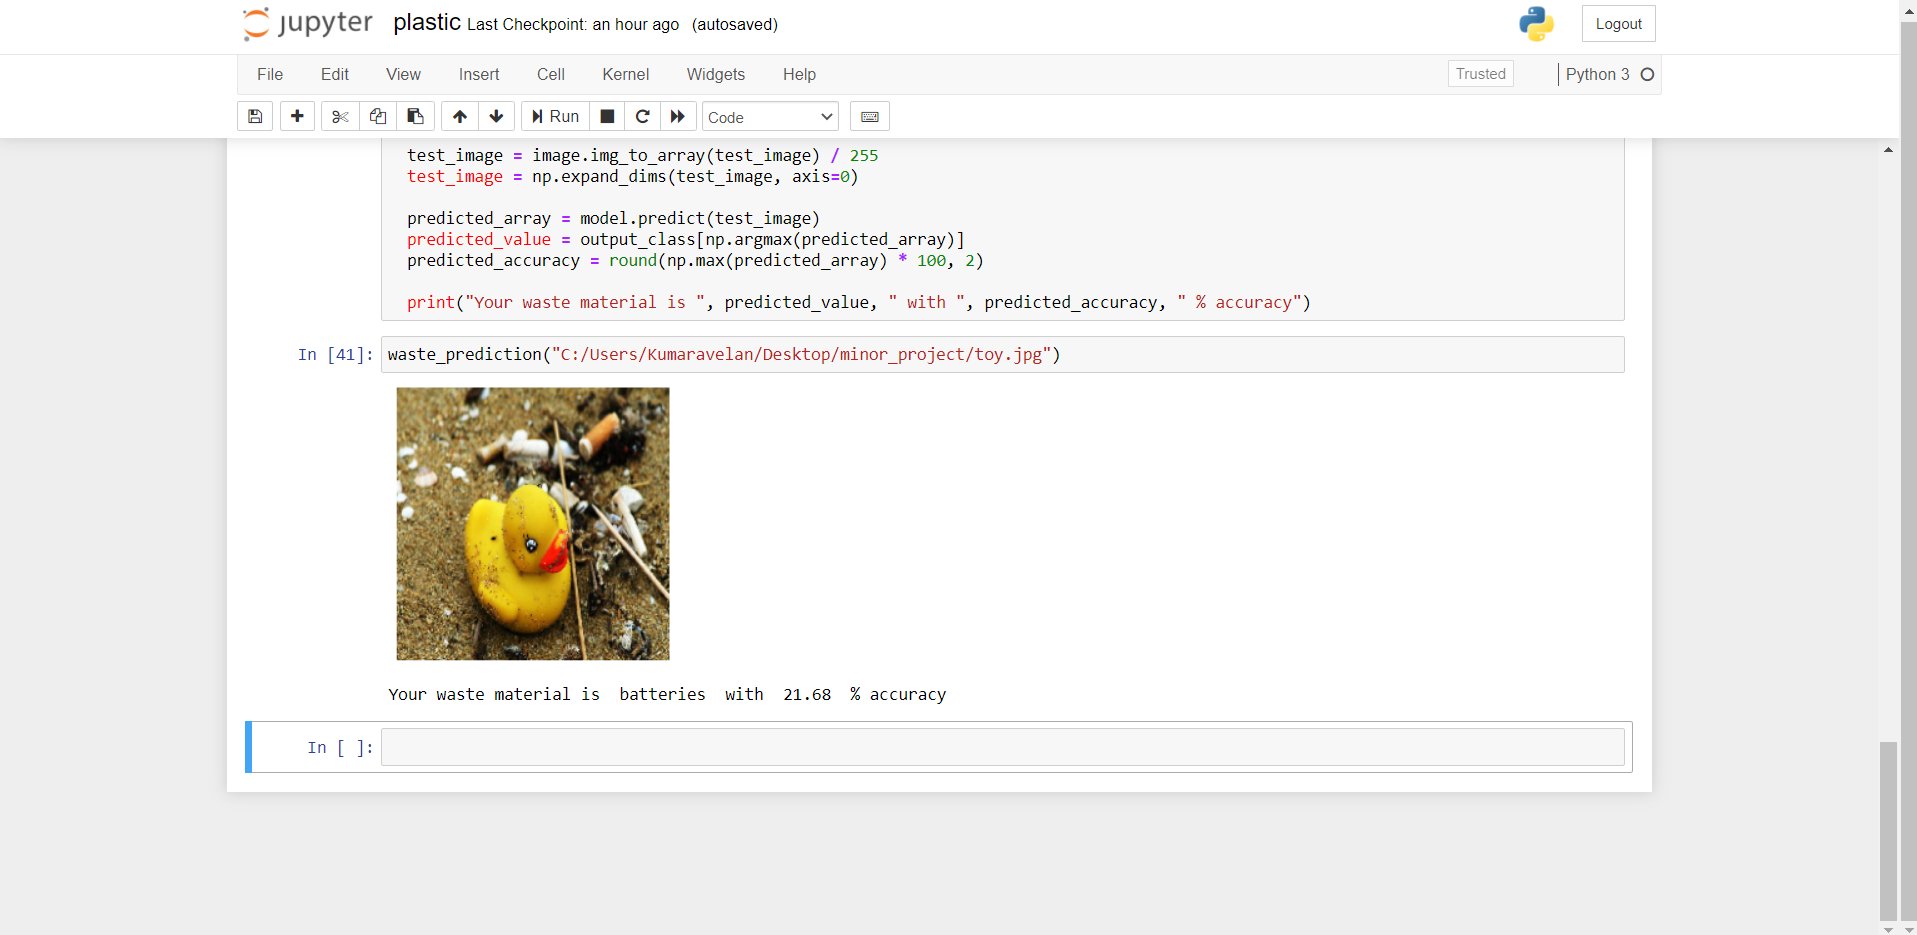 jupyter plastic Last Checkpoint: an hour ago (autosaved) Logout
File Edit View Insert Cell Kernel Widgets Help Trusted Python 3
Run Code
test_image = image.img_to_array(test_image) / 255
test_image = np.expand_dims(test_image, axis=0)
predicted_array = model.predict(test_image)
predicted_value = output_class[np.argmax(predicted_array)]
predicted_accuracy = round(np.max(predicted_array) * 100, 2)
print("Your waste material is ", predicted_value, " with ", predicted_accuracy, " % accuracy")
In [41]: waste_prediction("C:/Users/Kumaravelan/Desktop/minor_project/toy.jpg")
Your waste material is  batteries  with  21.68  % accuracy
In [ ]: